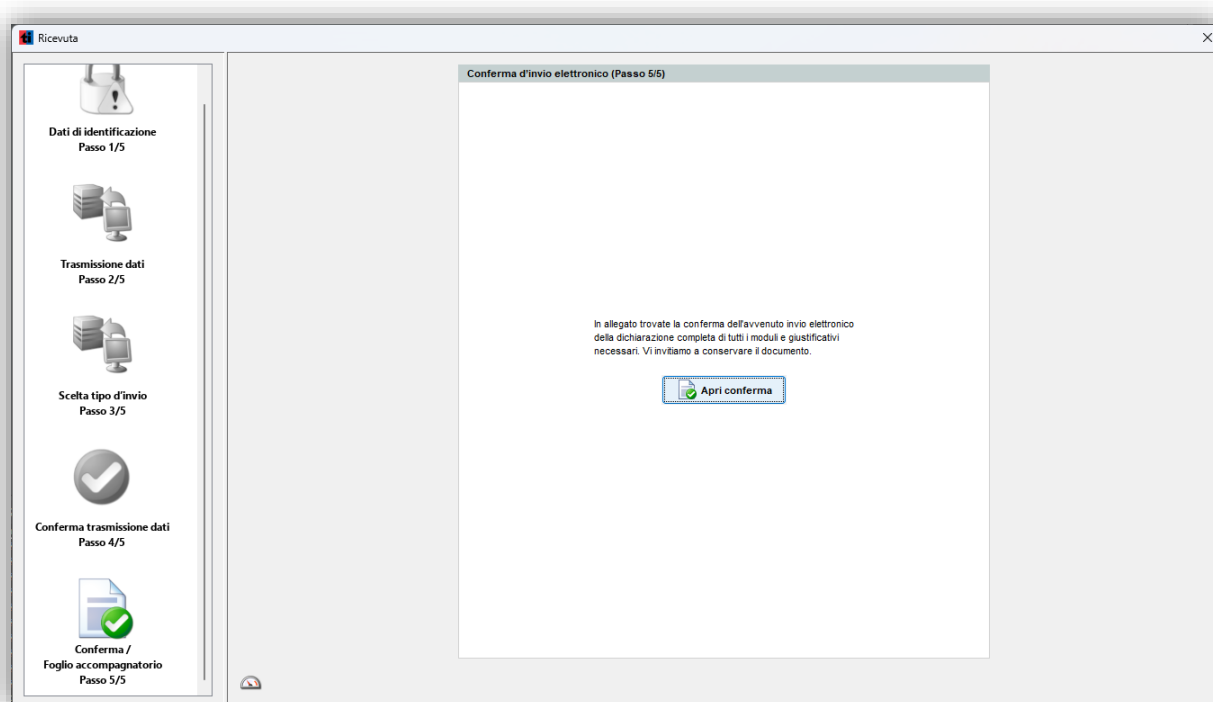 ti Ricevuta
Dati di identificazione
Passo 1/5
Trasmissione dati
Passo 2/5
Scelta tipo d'invio
Passo 3/5
Conferma trasmissione dati
Passo 4/5
Conferma /
Foglio accompagnatorio
Passo 5/5
Conferma d'invio elettronico (Passo 5/5)
In allegato trovate la conferma dell'avvenuto invio elettronico
della dichiarazione completa di tutti i moduli e giustificativi
necessari. Vi invitiamo a conservare il documento.
Apri conferma